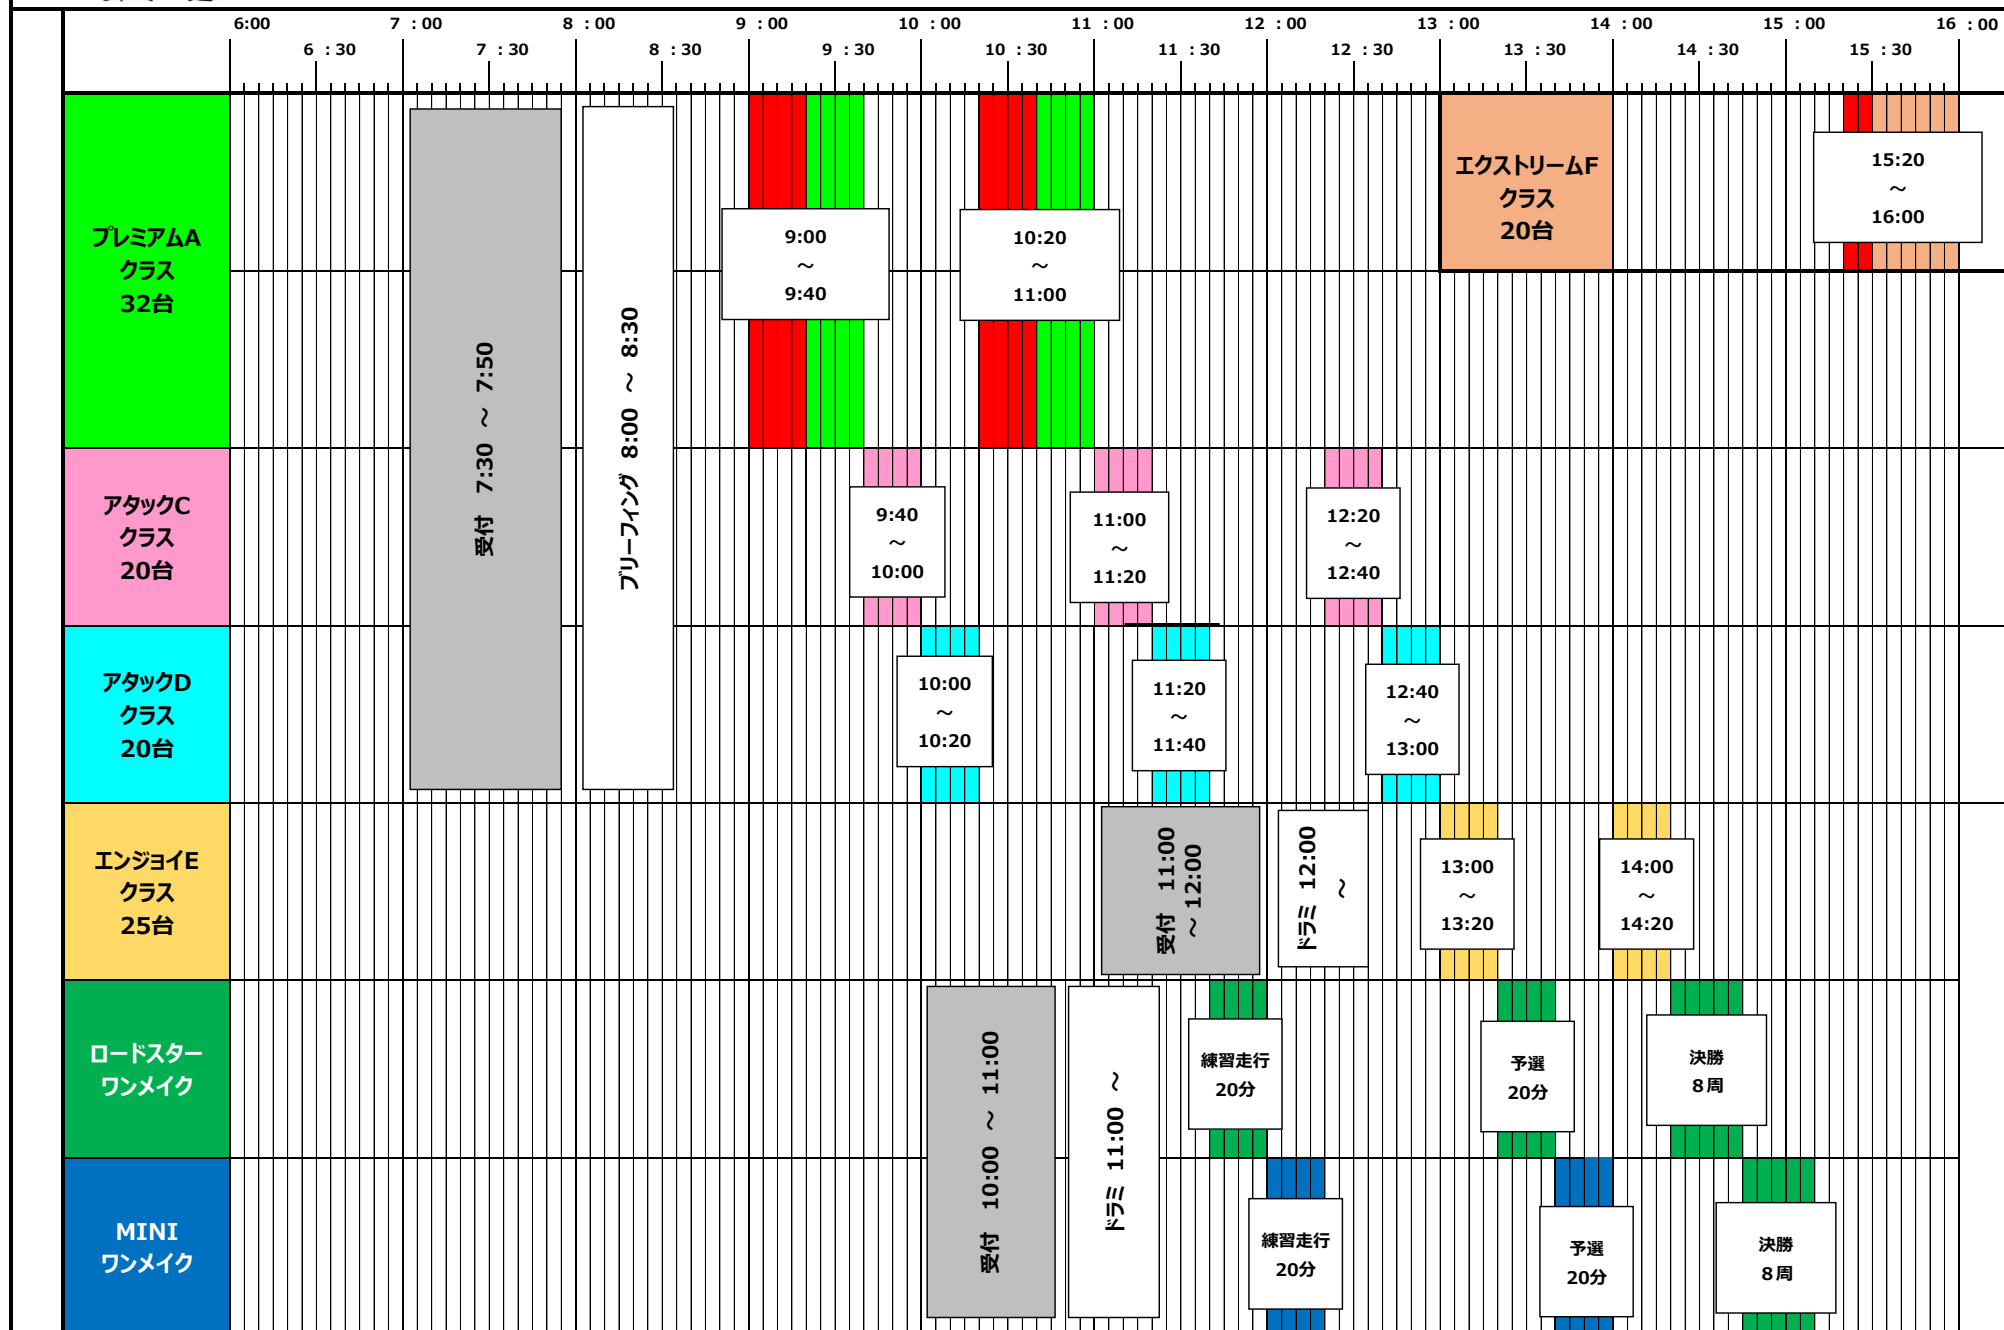 6:00 7：00 8：00 9：00 10：00 11：00 12：00 13：00 14：00 15：00 16：00
6：30 7：30 8：30 9：30 10：30 11：30 12：30 13：30 14：30 15：30
プレミアムA
クラス
32台
受付 7:30 ～ 7:50
ブリーフィング 8:00 ～ 8:30
9:00
～
9:40
10:20
～
11:00
エクストリームF
クラス
20台
15:20
～
16:00
アタックC
クラス
20台
9:40
～
10:00
11:00
～
11:20
12:20
～
12:40
アタックD
クラス
20台
10:00
～
10:20
11:20
～
11:40
12:40
～
13:00
エンジョイE
クラス
25台
受付 11:00
～ 12:00
ドラミ 12:00
～
13:00
～
13:20
14:00
～
14:20
ロードスター
ワンメイク
受付 10:00 ～ 11:00
ドラミ 11:00 ～
練習走行
20分
予選
20分
決勝
８周
MINI
ワンメイク
練習走行
20分
予選
20分
決勝
８周